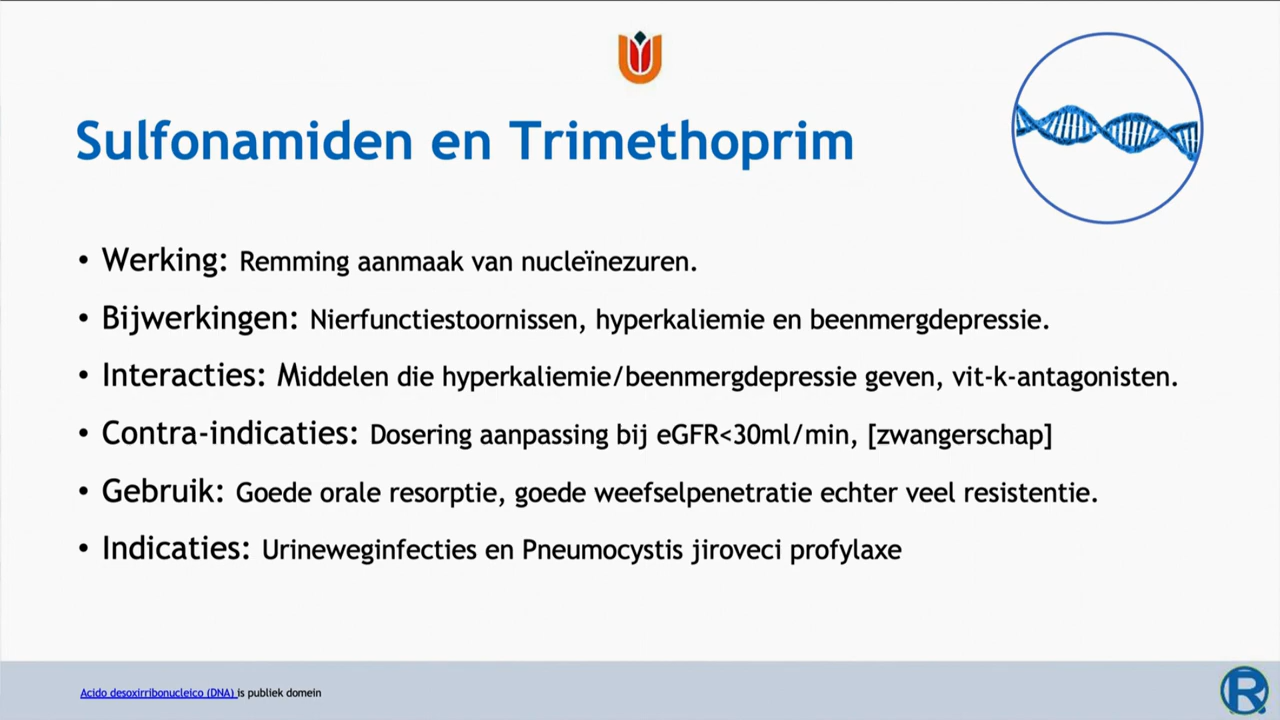 Sulfonamiden en Trimethoprim
• Werking: Remming aanmaak van nucleïnezuren.
• Bijwerkingen: Nierfunctiestoornissen, hyperkaliemie en beenmergdepressie.
• Interacties: Middelen die hyperkaliemie/beenmergdepressie geven, vit-k-antagonisten.
• Contra-indicaties: Dosering aanpassing bij eGFR<30ml/min, [zwangerschap]
• Gebruik: Goede orale resorptie, goede weefselpenetratie echter veel resistentie.
• Indicaties: Urineweginfecties en Pneumocystis jiroveci profylaxe
Acido desoxirribonucleico (DNA) is publiek domein
R